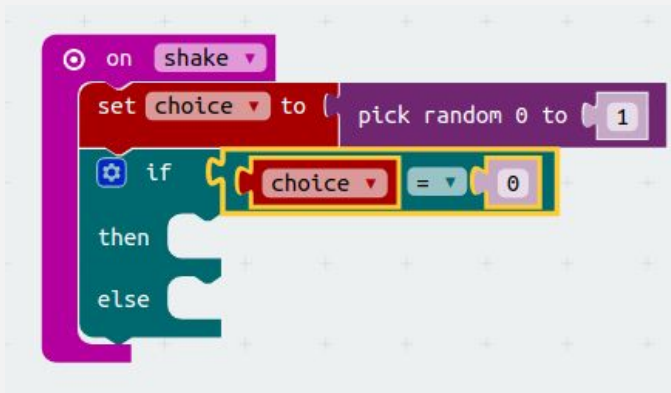 on shake
set choice to pick random 0 to 1
if choice = 0
then
else